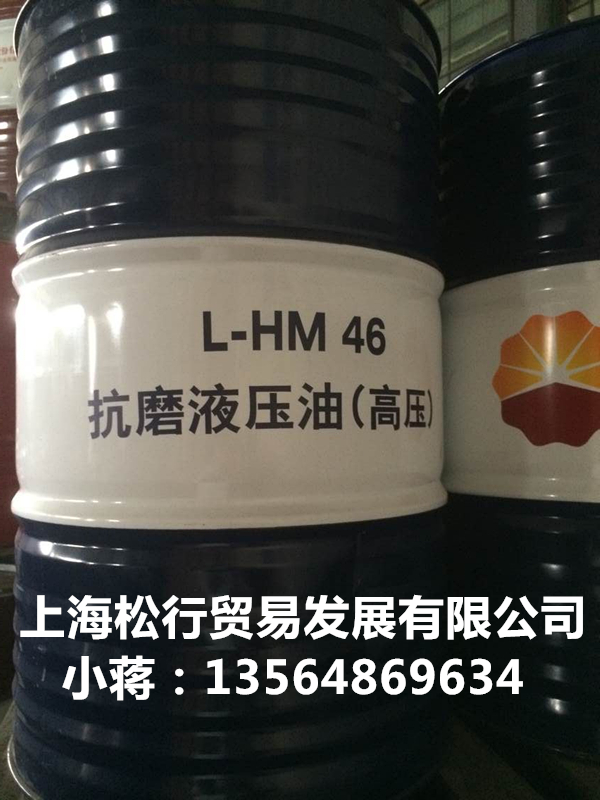 L-HM 46
抗磨液压油(高压)
上海松行贸易发展有限公司
小蒋：13564869634